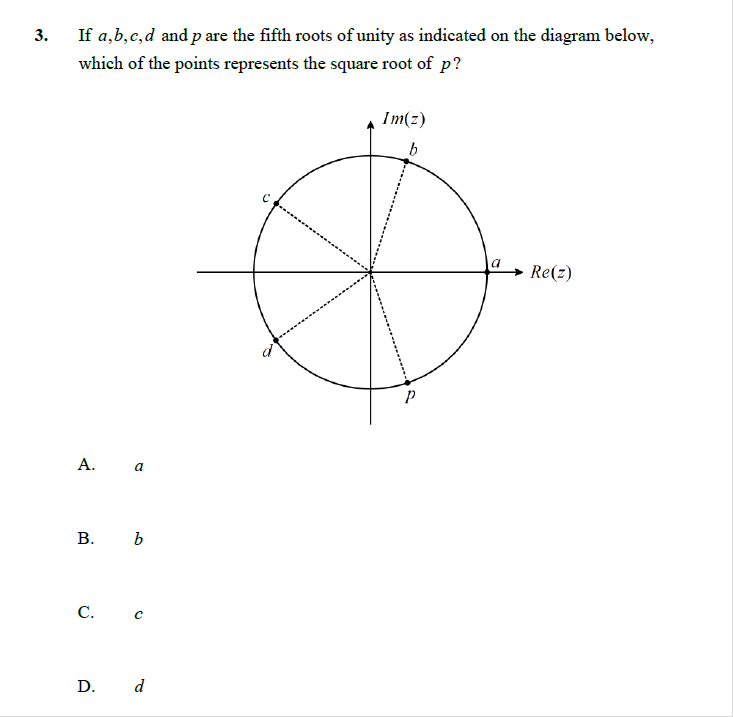 3. If a,b,c,d and p are the fifth roots of unity as indicated on the diagram below,
which of the points represents the square root of p?
Im(z)
b
c
a
Re(z)
d
p
A. a
B. b
C. c
D. d